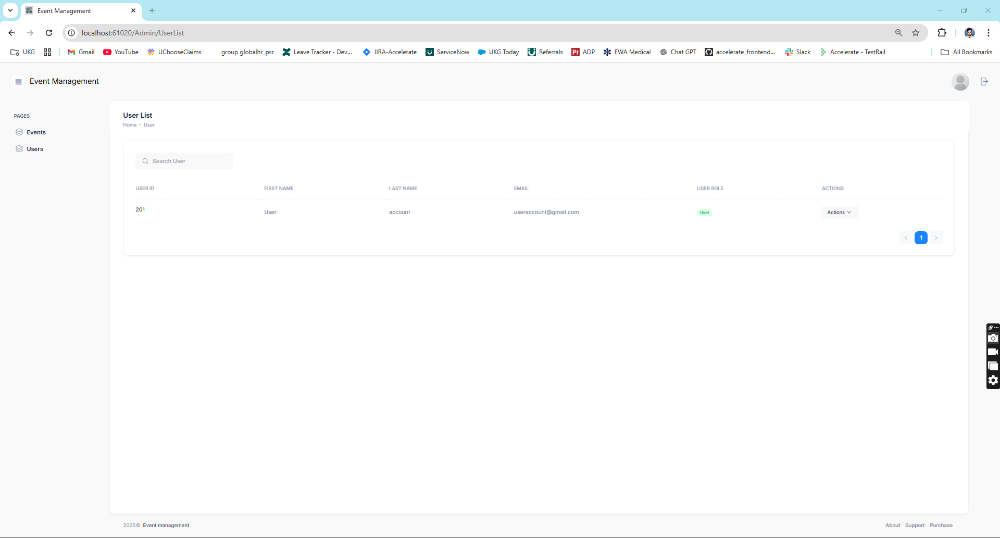 Event Management
localhost:61020/Admin/UserList
UKG Gmail YouTube UChooseClaims group globalhr_psr Leave Tracker - Dev... JIRA-Accelerate ServiceNow UKG Today Referrals Pf ADP EWA Medical Chat GPT accelerate_frontend... Slack Accelerate - TestRail All Bookmarks
Event Management
PAGES
Events
Users
User List
Home - User
Search User
USER ID FIRST NAME LAST NAME EMAIL USER ROLE ACTIONS
201 User account useraccount@gmail.com User Actions
1
2025© Event management About Support Purchase